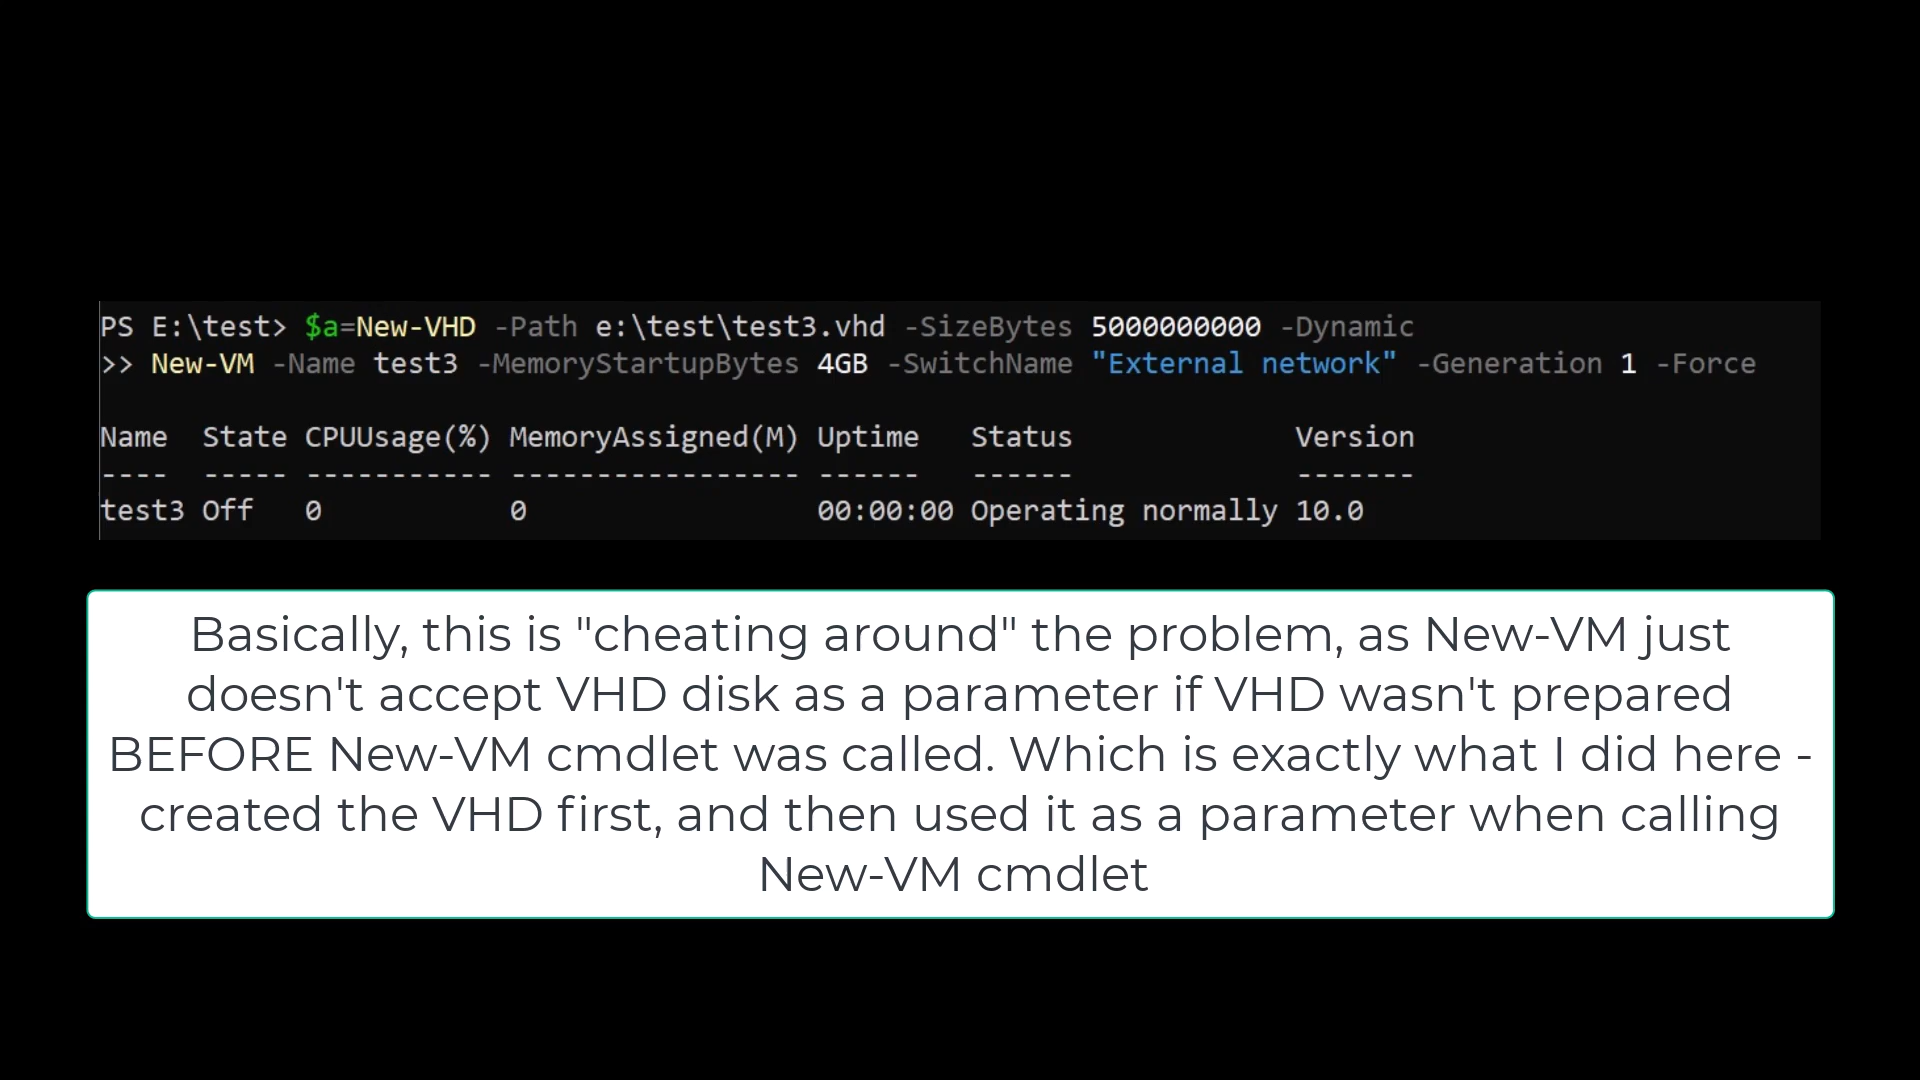 PS E:\test> $a=New-VHD -Path e:\test\test3.vhd -SizeBytes 5000000000 -Dynamic
>> New-VM -Name test3 -MemoryStartupBytes 4GB -SwitchName "External network" -Generation 1 -Force
Name State CPUUsage(%) MemoryAssigned(M) Uptime Status Version
---- ----- ----------- ----------------- ------ ------ -------
test3 Off 0 0 00:00:00 Operating normally 10.0
Basically, this is "cheating around" the problem, as New-VM just
doesn't accept VHD disk as a parameter if VHD wasn't prepared
BEFORE New-VM cmdlet was called. Which is exactly what I did here -
created the VHD first, and then used it as a parameter when calling
New-VM cmdlet